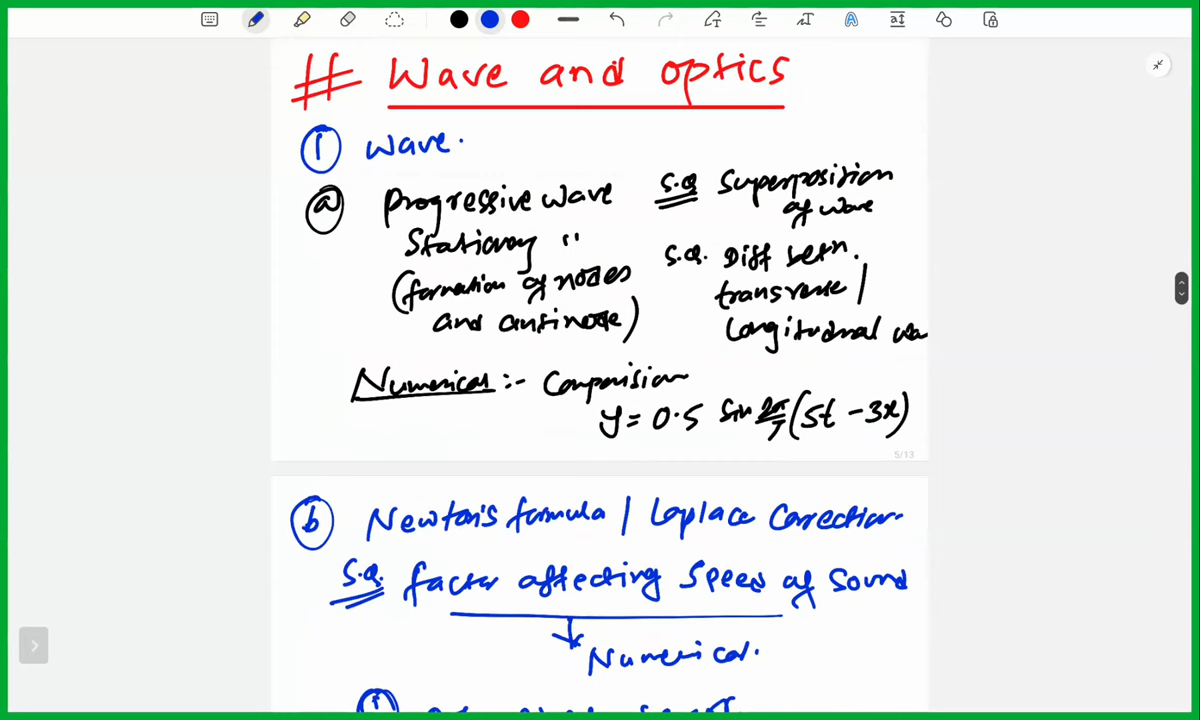 # Wave and optics
① Wave.
ⓐ Progressive wave
Stationary "
(formation of nodes
and antinode)
S.Q. Superposition
of wave
S.Q. Diff betn.
transverse /
longitudinal wa
Numerical :- Comparision
y = 0.5 sin 2π/T (5t - 3x)
5/13
ⓑ Newton's formula / Laplace Correction
S.Q. factor affecting speed of sound
Numerical.